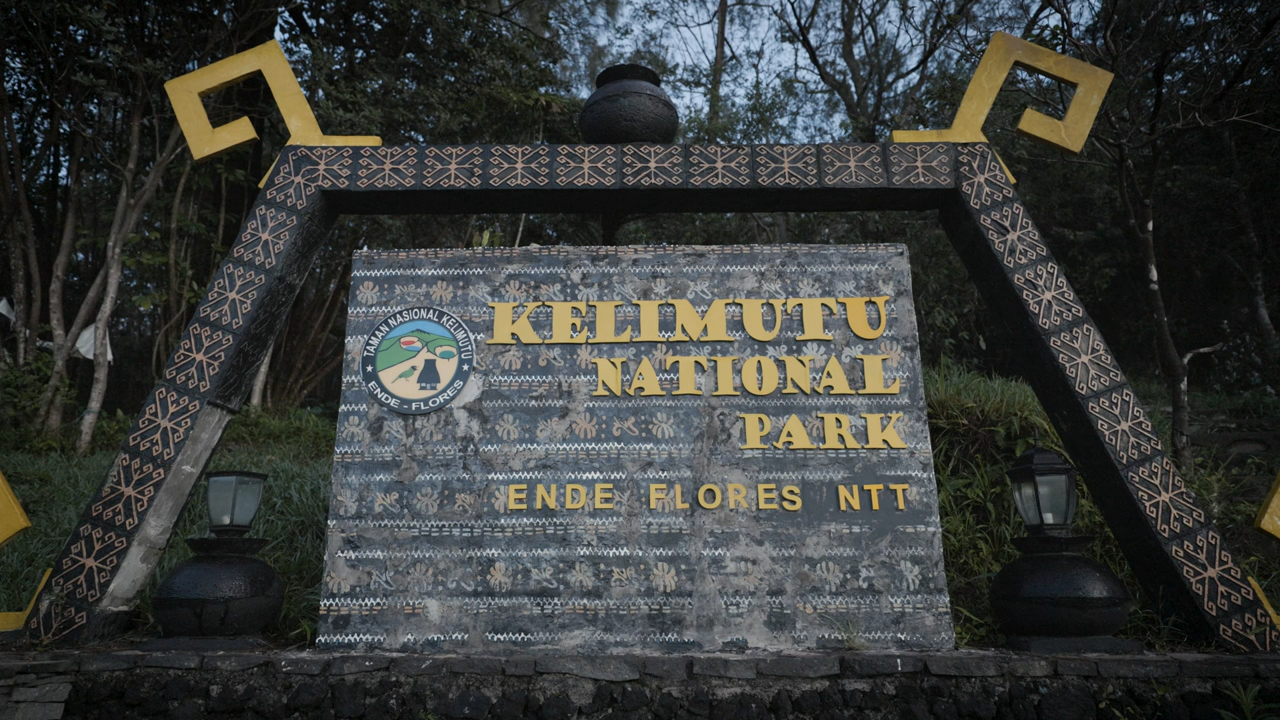 TAMAN NASIONAL KELIMUTU
ENDE - FLORES
KELIMUTU
NATIONAL
PARK
ENDE FLORES NTT